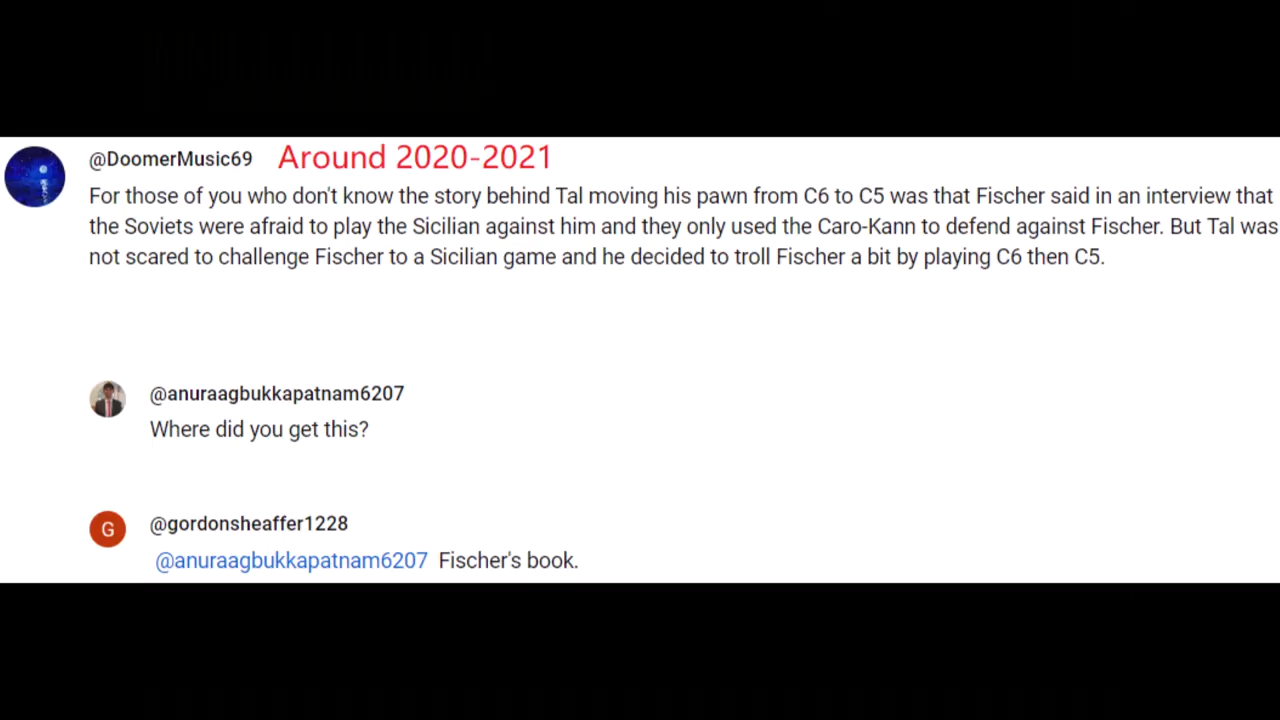 @DoomerMusic69 Around 2020-2021
For those of you who don't know the story behind Tal moving his pawn from C6 to C5 was that Fischer said in an interview that
the Soviets were afraid to play the Sicilian against him and they only used the Caro-Kann to defend against Fischer. But Tal was
not scared to challenge Fischer to a Sicilian game and he decided to troll Fischer a bit by playing C6 then C5.
@anuraagbukkapatnam6207
Where did you get this?
G
@gordonsheaffer1228
@anuraagbukkapatnam6207 Fischer's book.